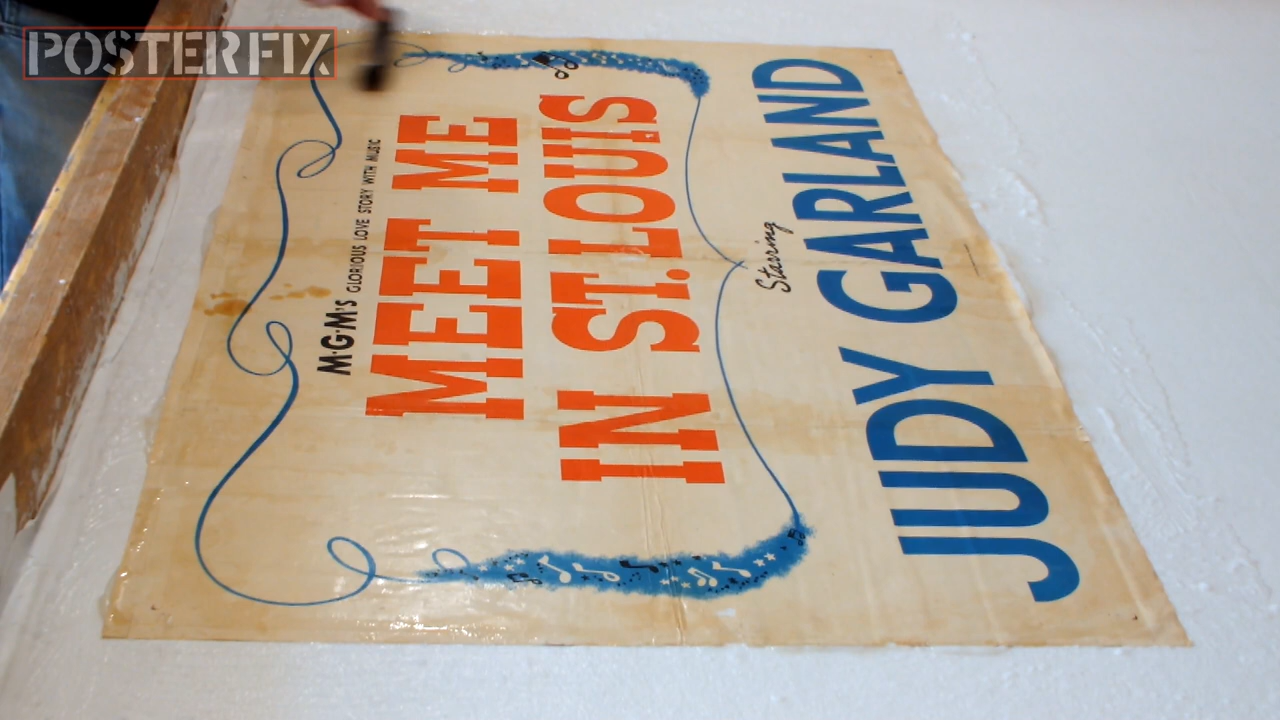 POSTERFIX
M·G·M'S GLORIOUS LOVE STORY WITH MUSIC
MEET ME
IN ST. LOUIS
Starring
JUDY GARLAND